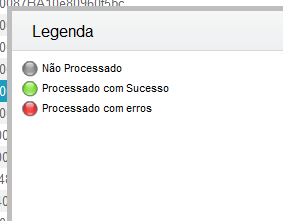 Legenda
Não Processado
Processado com Sucesso
Processado com erros